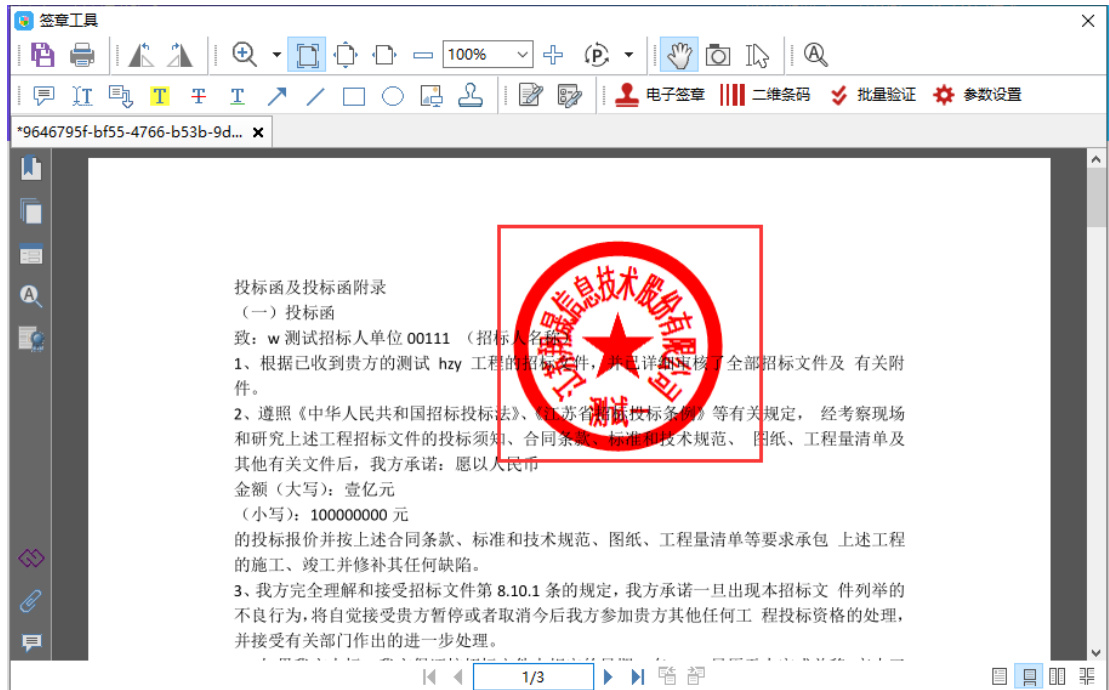 签章工具
100%
电子签章 二维条码 批量验证 参数设置
*9646795f-bf55-4766-b53b-9d...
江苏翔晟信息技术股份有限公司
测试一
投标函及投标函附录
（一）投标函
致：w 测试招标人单位 00111 （招标人名称）
1、根据已收到贵方的测试 hzy 工程的招标文件，并已详细审核了全部招标文件及 有关附
件。
2、遵照《中华人民共和国招标投标法》、《江苏省招标投标条例》等有关规定， 经考察现场
和研究上述工程招标文件的投标须知、合同条款、标准和技术规范、 图纸、工程量清单及
其他有关文件后，我方承诺：愿以人民币
金额（大写）：壹亿元
（小写）：100000000 元
的投标报价并按上述合同条款、标准和技术规范、图纸、工程量清单等要求承包 上述工程
的施工、竣工并修补其任何缺陷。
3、我方完全理解和接受招标文件第 8.10.1 条的规定，我方承诺一旦出现本招标文 件列举的
不良行为，将自觉接受贵方暂停或者取消今后我方参加贵方其他任何工 程投标资格的处理，
并接受有关部门作出的进一步处理。
1/3